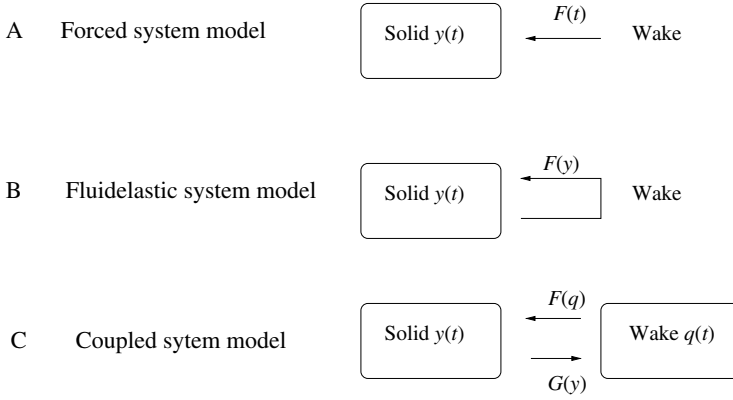 F(t)
A Forced system model Solid y(t) Wake
F(y)
B Fluidelastic system model Solid y(t) Wake
F(q)
C Coupled sytem model Solid y(t) Wake q(t)
G(y)